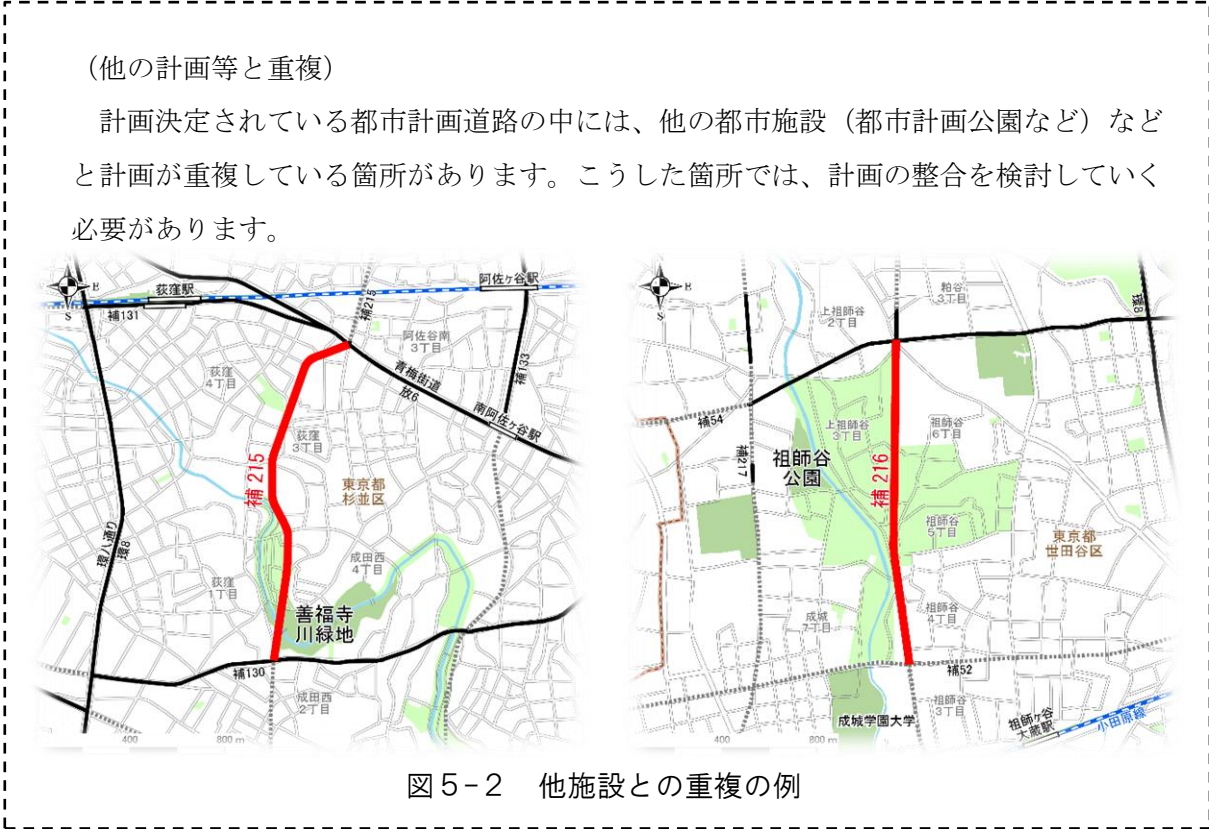 （他の計画等と重複）
計画決定されている都市計画道路の中には、他の都市施設（都市計画公園など）など
と計画が重複している箇所があります。こうした箇所では、計画の整合を検討していく
必要があります。
E
S
荻窪駅
補131
阿佐ヶ谷駅
補215
阿佐谷南
3丁目
補133
青梅街道
放6
南阿佐ヶ谷駅
荻窪
4丁目
荻窪
3丁目
補215
東京都
杉並区
環八通り
環8
成田西
4丁目
荻窪
1丁目
善福寺
川緑地
補130
成田西
2丁目
400
800 m
E
S
粕谷
3丁目
環8
上祖師谷
2丁目
補54
上祖師谷
3丁目
祖師谷
6丁目
補217
祖師谷
公園
補216
祖師谷
5丁目
東京都
世田谷区
成城
7丁目
祖師谷
4丁目
補52
成城学園大学
祖師谷
3丁目
祖師ヶ谷
大蔵駅
小田原線
400
800 m
図5-2　他施設との重複の例